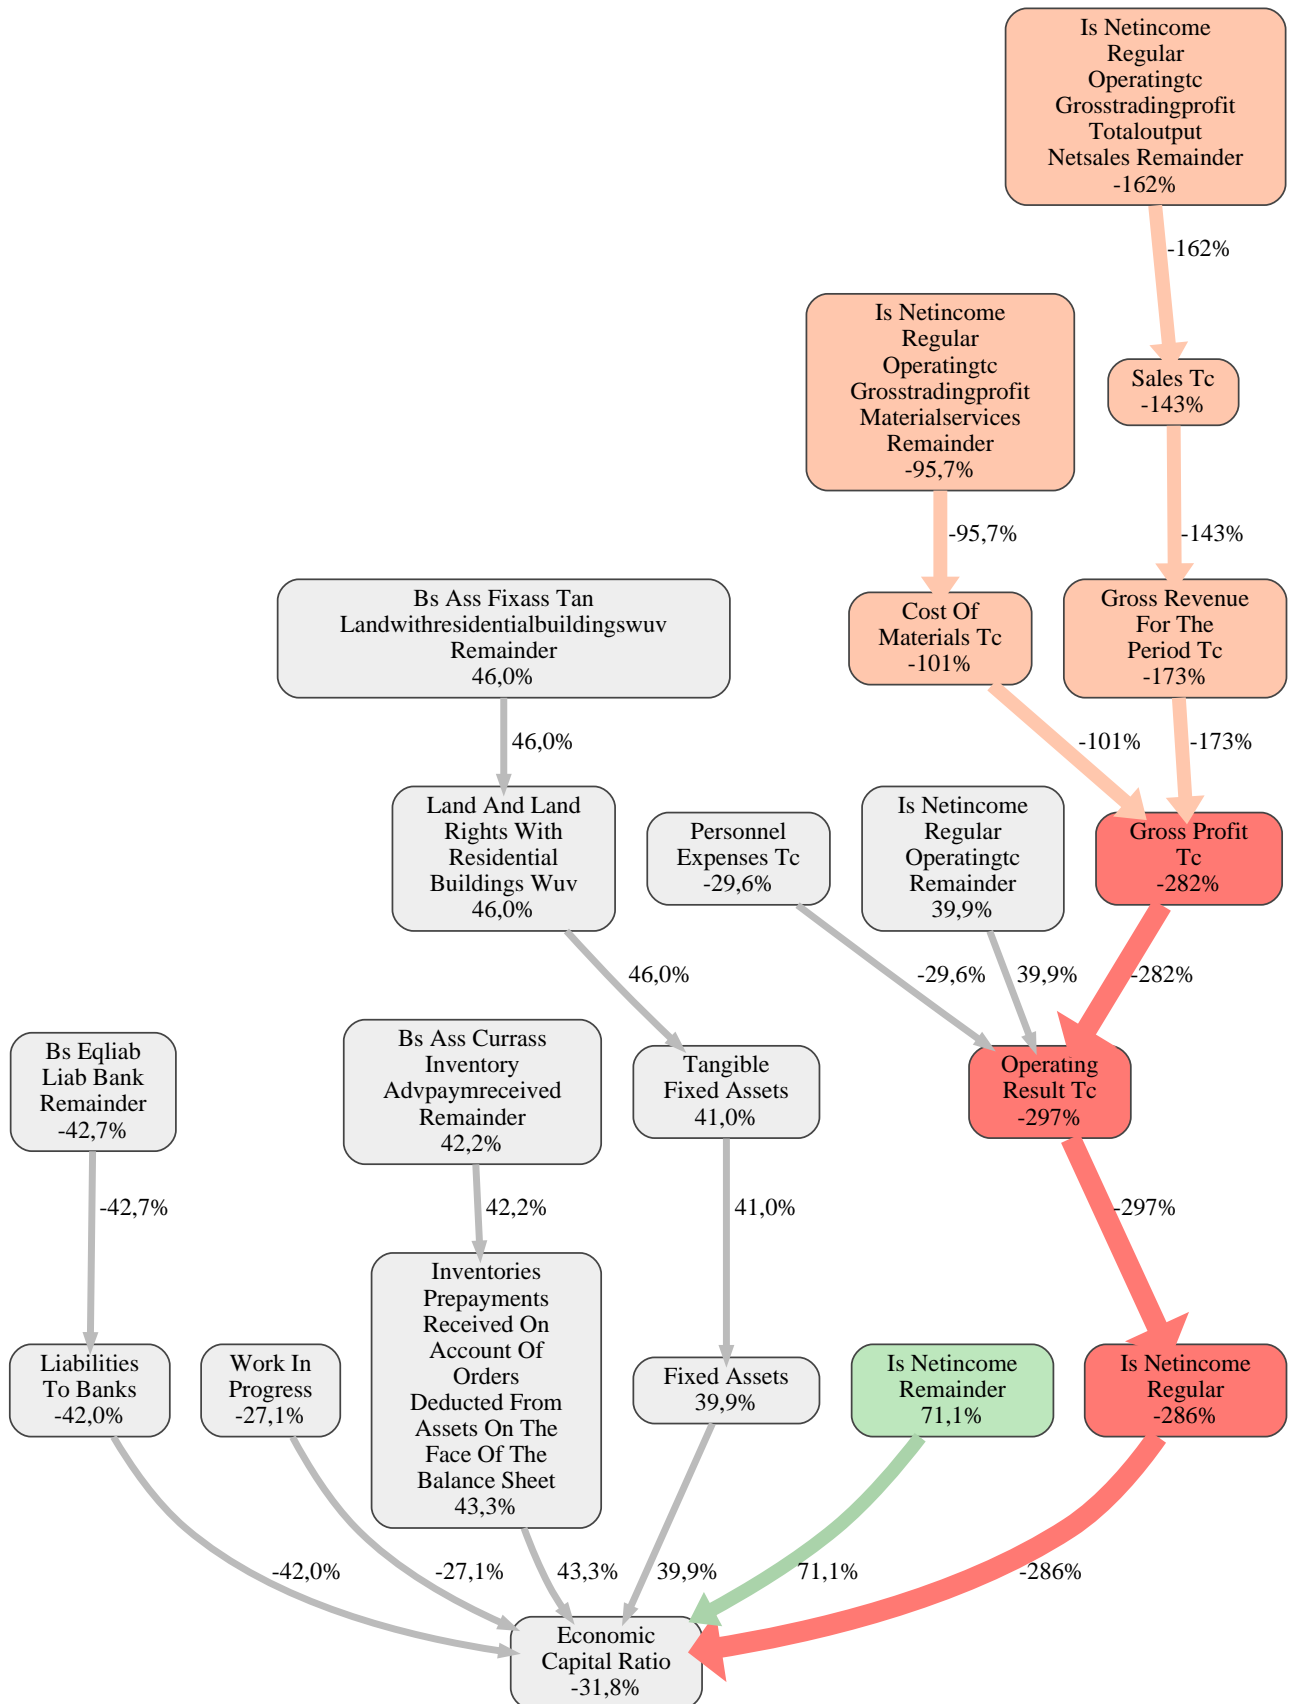 Is Netincome
Regular
Operatingtc
Grosstradingprofit
Totaloutput
Netsales Remainder
-162%
-162%
Is Netincome
Regular
Operatingtc
Grosstradingprofit
Materialservices
Remainder
-95,7%
Sales Tc
-143%
-95,7%
-143%
Bs Ass Fixass Tan
Landwithresidentialbuildingswuv
Remainder
46,0%
Cost Of
Materials Tc
-101%
Gross Revenue
For The
Period Tc
-173%
46,0%
-101%
-173%
Land And Land
Rights With
Residential
Buildings Wuv
46,0%
Personnel
Expenses Tc
-29,6%
Is Netincome
Regular
Operatingtc
Remainder
39,9%
Gross Profit
Tc
-282%
46,0%
-29,6%
39,9%
-282%
Bs Eqliab
Liab Bank
Remainder
-42,7%
Bs Ass Currass
Inventory
Advpaymreceived
Remainder
42,2%
Tangible
Fixed Assets
41,0%
Operating
Result Tc
-297%
-42,7%
42,2%
41,0%
-297%
Liabilities
To Banks
-42,0%
Work In
Progress
-27,1%
Inventories
Prepayments
Received On
Account Of
Orders
Deducted From
Assets On The
Face Of The
Balance Sheet
43,3%
Fixed Assets
39,9%
Is Netincome
Remainder
71,1%
Is Netincome
Regular
-286%
-42,0%
-27,1%
43,3%
39,9%
71,1%
-286%
Economic
Capital Ratio
-31,8%